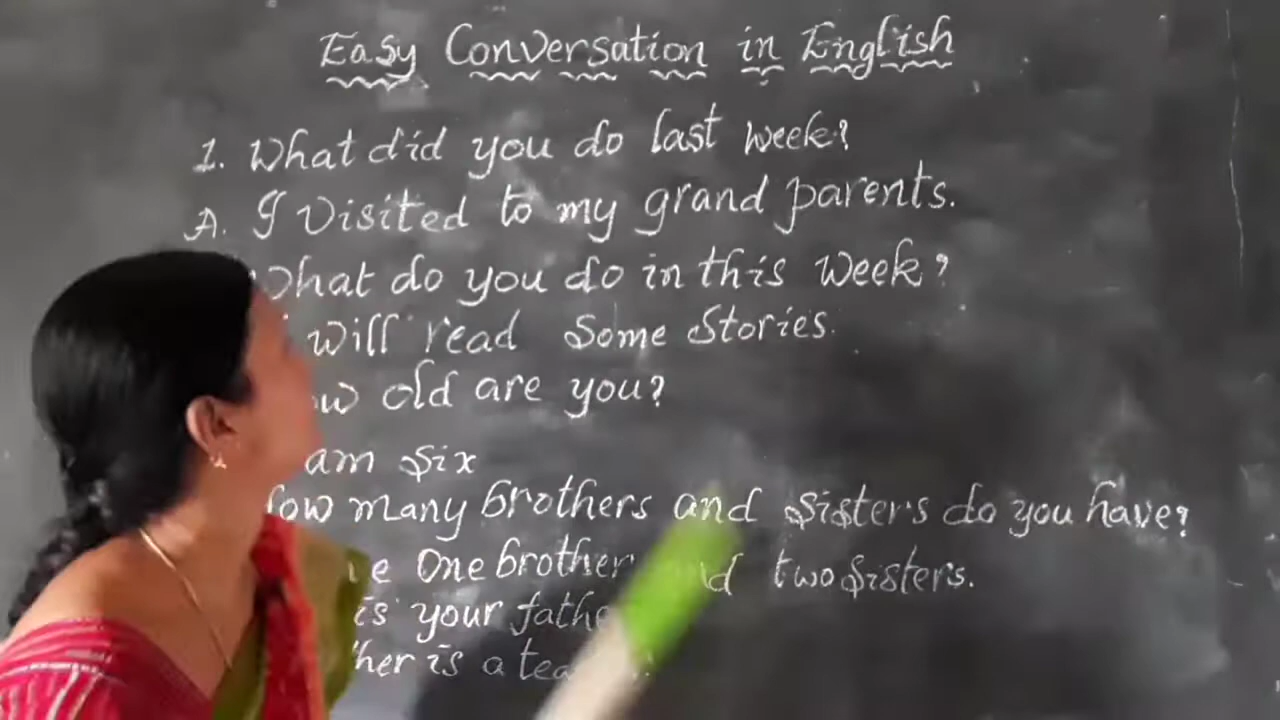 Easy Conversation in English
1. What did you do last week?
A. I visited to my grand parents.
What do you do in this week?
will read Some Stories.
old are you?
am Six
many brothers and Sisters do you have?
One brother two Sisters.
is your
is a